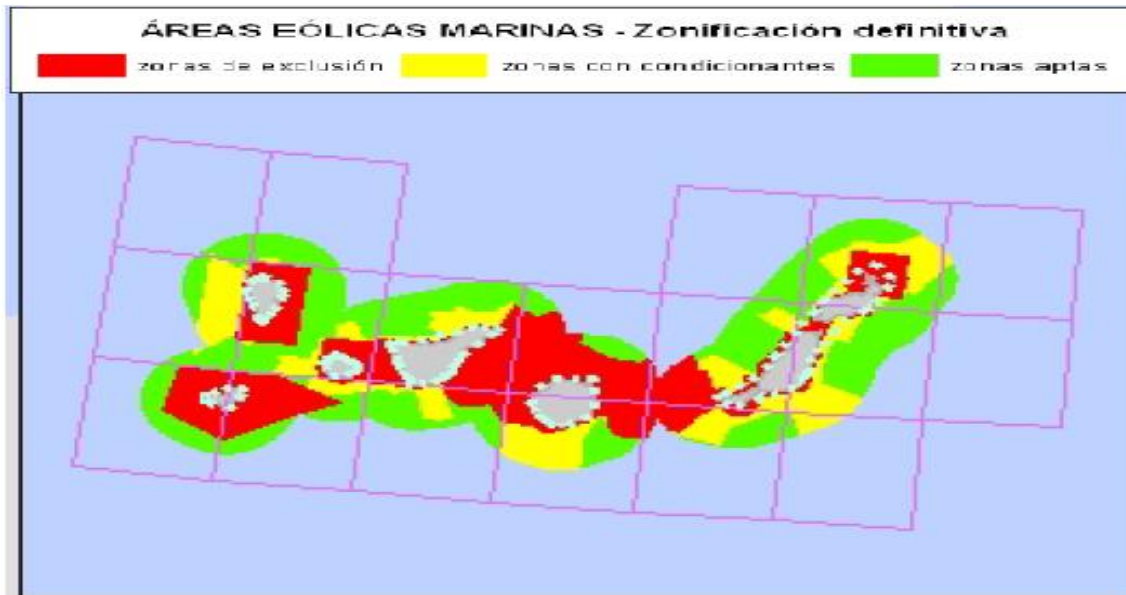 ÁREAS EÓLICAS MARINAS - Zonificación definitiva
zonas de exclusión zonas con condicionantes zonas aptas